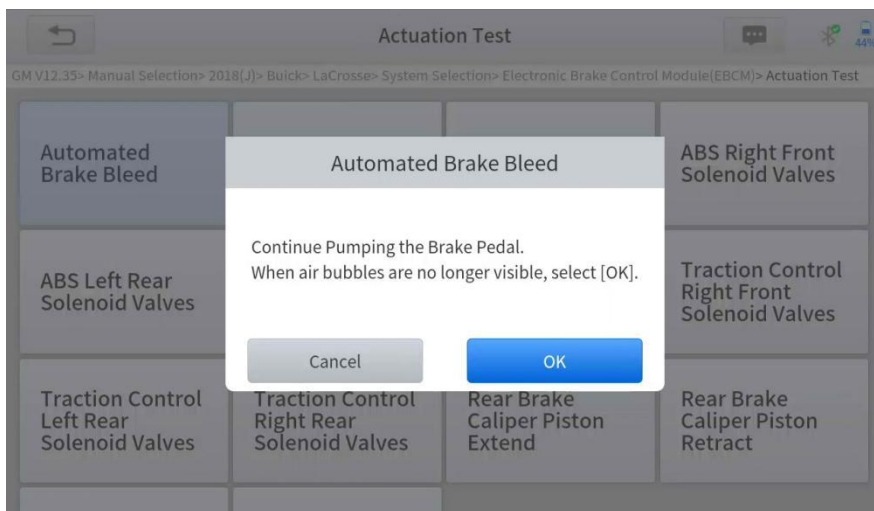 Actuation Test
44%
GM V12.35> Manual Selection> 2018(J)> Buick> LaCrosse> System Selection> Electronic Brake Control Module(EBCM)> Actuation Test
Automated
Brake Bleed
Automated Brake Bleed
ABS Right Front
Solenoid Valves
Continue Pumping the Brake Pedal.
When air bubbles are no longer visible, select [OK].
ABS Left Rear
Solenoid Valves
Traction Control
Right Front
Solenoid Valves
Cancel
OK
Traction Control
Left Rear
Solenoid Valves
Traction Control
Right Rear
Solenoid Valves
Rear Brake
Caliper Piston
Extend
Rear Brake
Caliper Piston
Retract